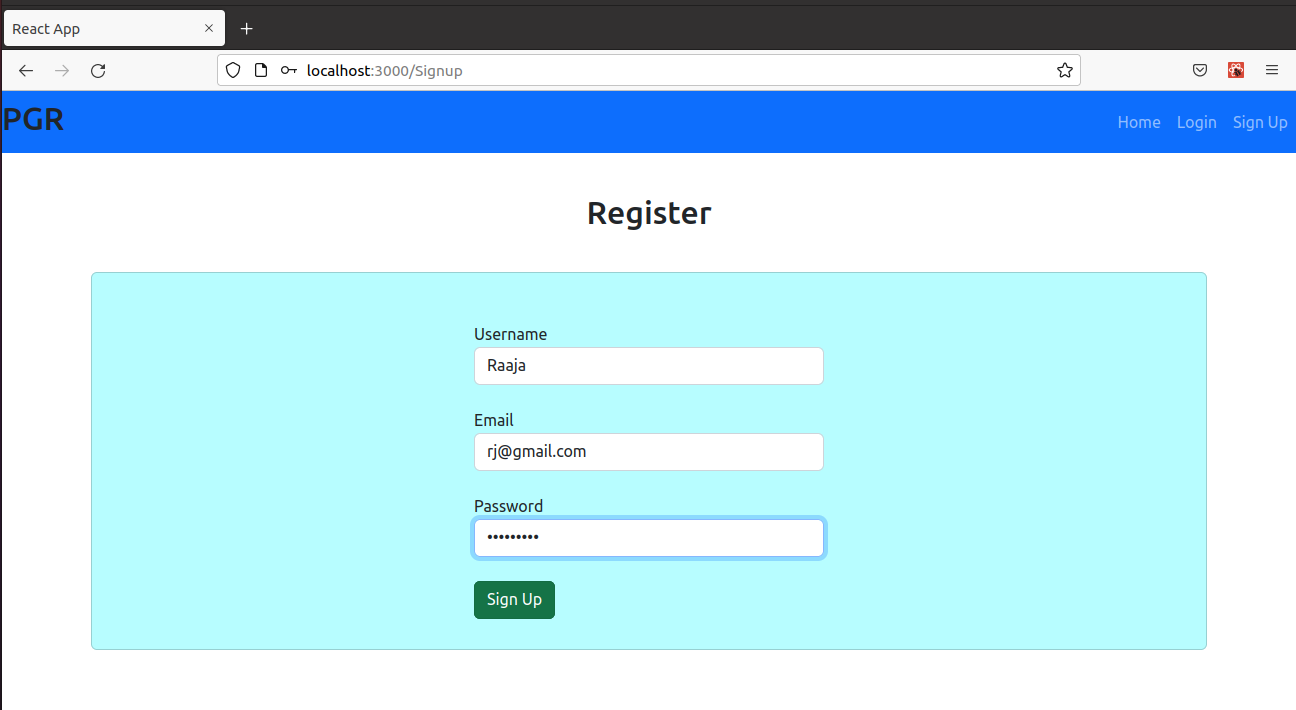 React App
localhost:3000/Signup
PGR
Home Login Sign Up
Register
Username
Raaja
Email
rj@gmail.com
Password
•••••••••
Sign Up